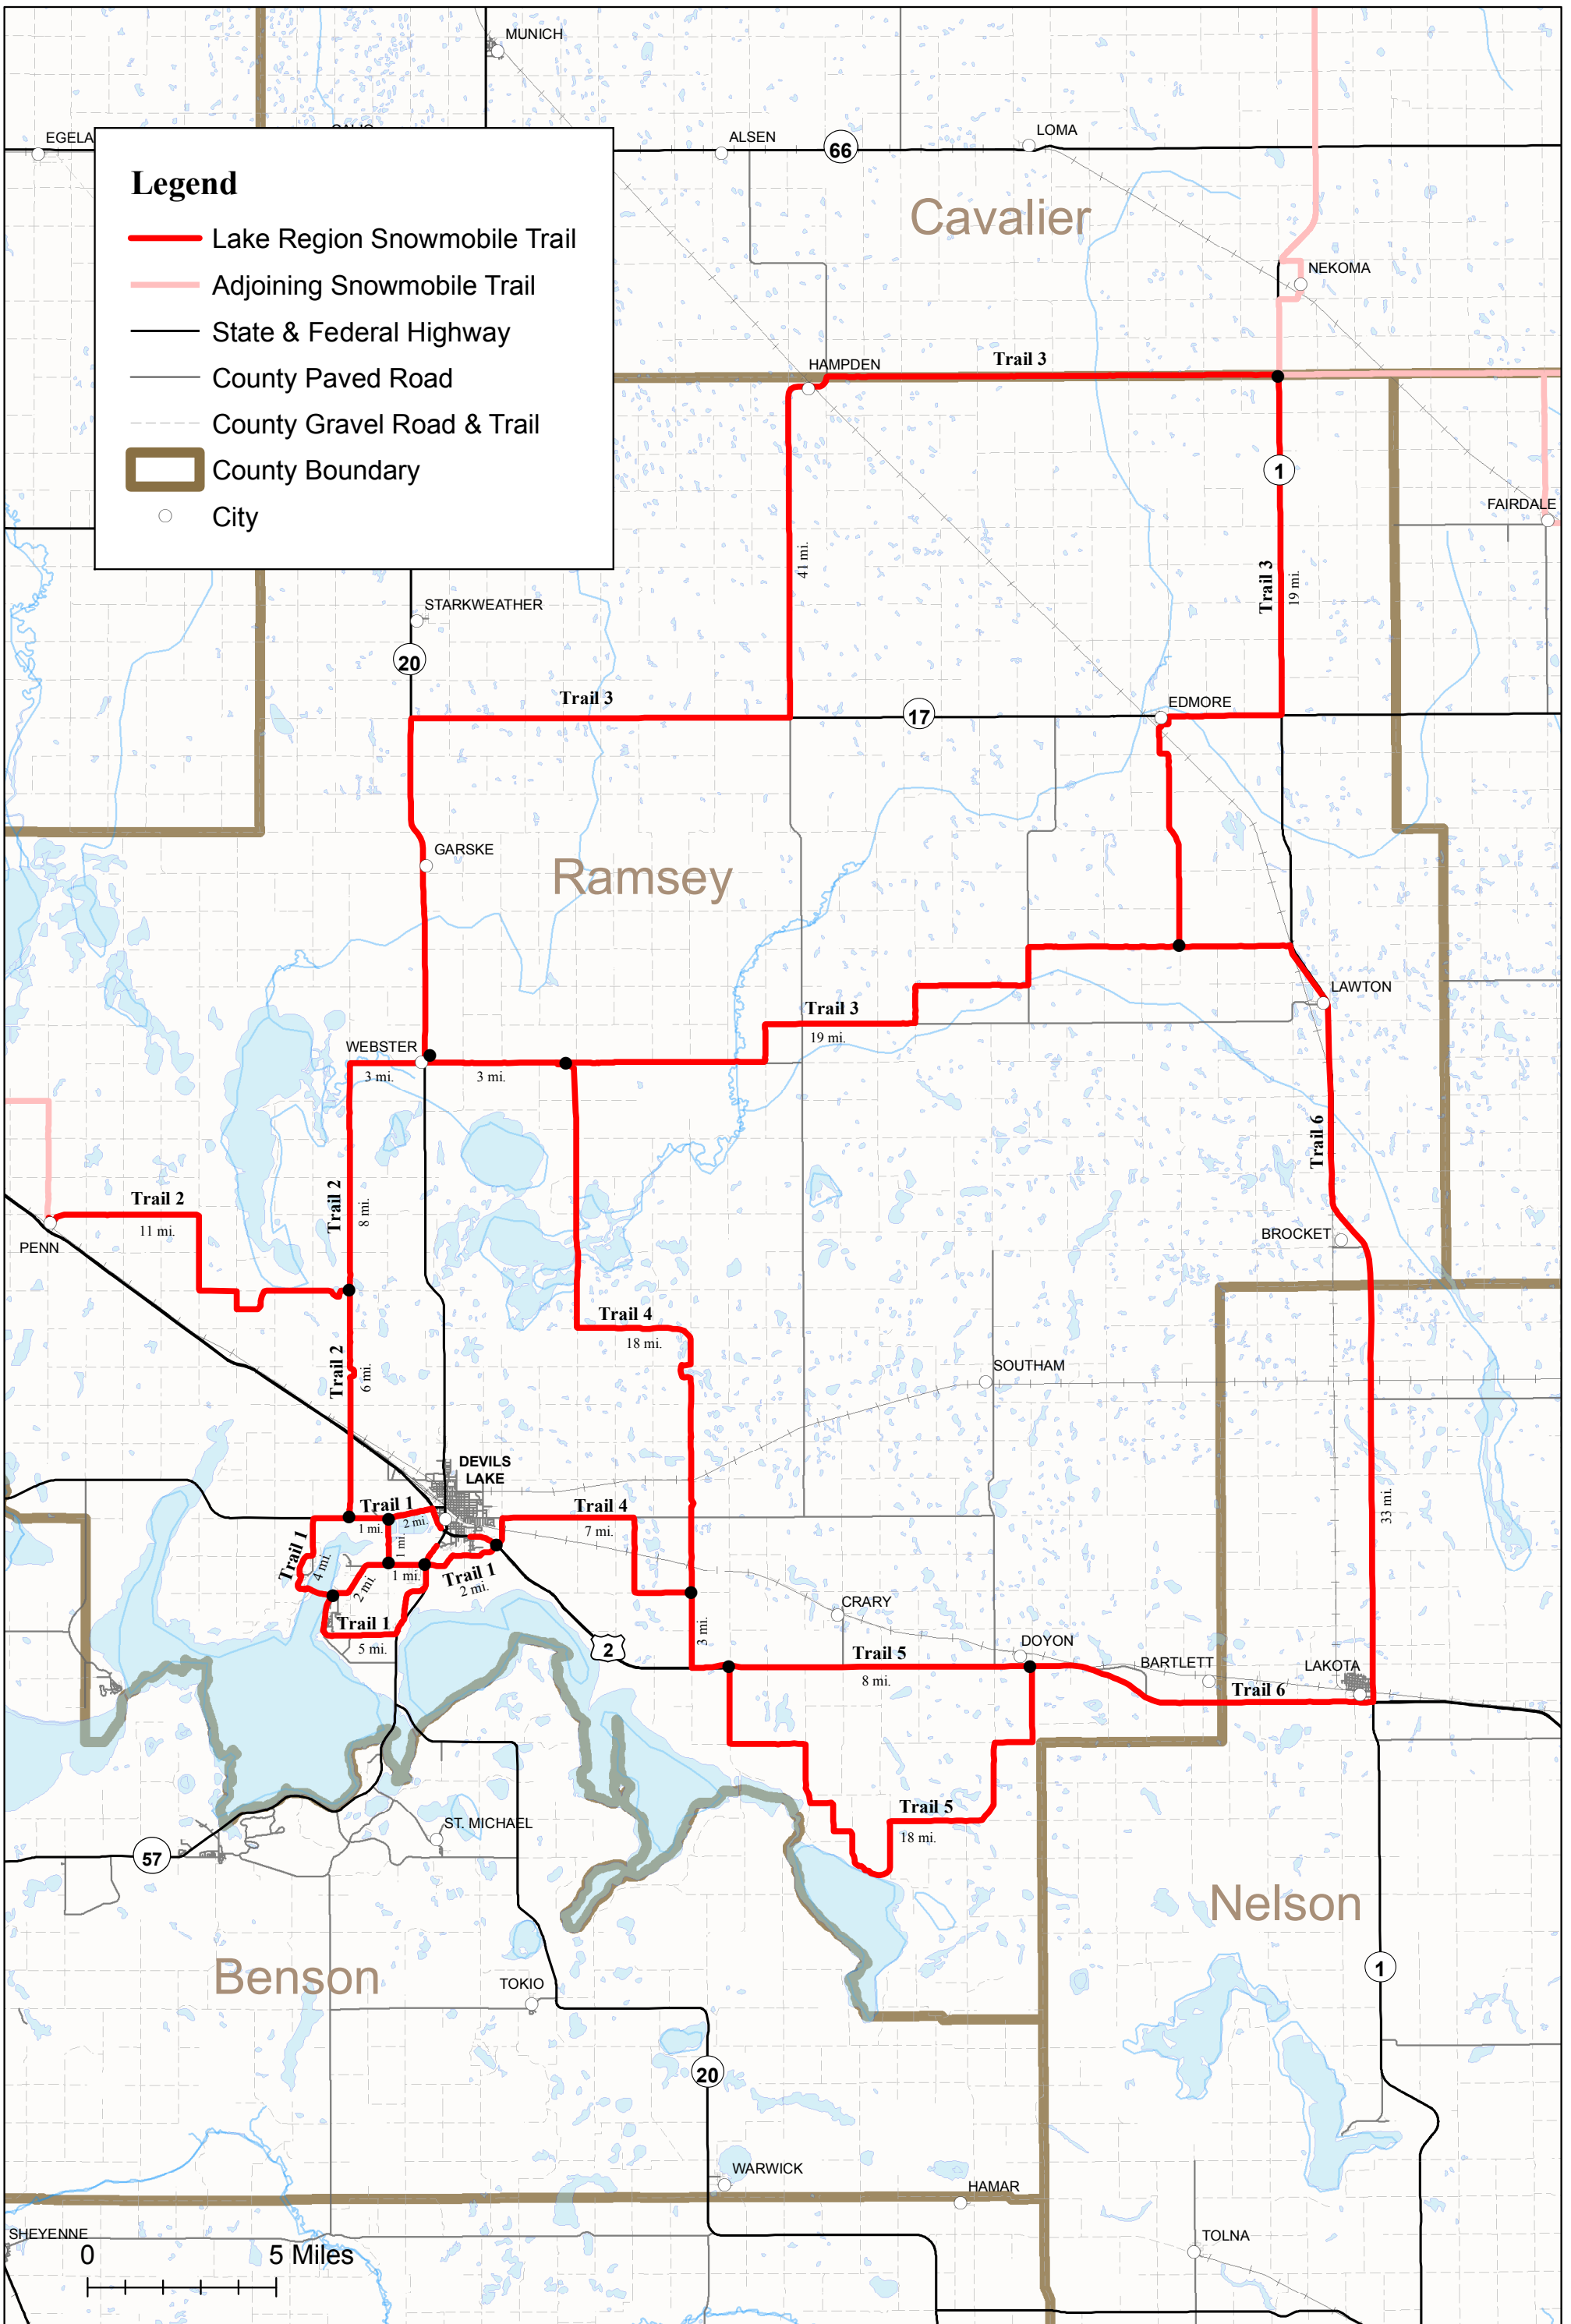 MUNICH
EGELA
ALSEN
66
LOMA
Legend
Lake Region Snowmobile Trail
Adjoining Snowmobile Trail
State & Federal Highway
County Paved Road
County Gravel Road & Trail
County Boundary
City
Cavalier
NEKOMA
HAMPDEN
Trail 3
1
FAIRDALE
41 mi.
Trail 3
19 mi.
STARKWEATHER
20
Trail 3
17
EDMORE
GARSKE
Ramsey
LAWTON
Trail 3
19 mi.
WEBSTER
3 mi.
3 mi.
Trail 6
Trail 2
11 mi.
Trail 2
8 mi.
PENN
BROCKET
Trail 4
18 mi.
Trail 2
6 mi.
SOUTHAM
DEVILS
LAKE
Trail 1
1 mi.
2 mi.
Trail 4
7 mi.
33 mi.
Trail 1
4 mi.
1 mi.
2 mi.
1 mi.
Trail 1
2 mi.
CRARY
Trail 1
5 mi.
3 mi.
2
DOYON
Trail 5
8 mi.
BARTLETT
LAKOTA
Trail 6
Trail 5
18 mi.
ST. MICHAEL
57
Nelson
Benson
TOKIO
1
20
WARWICK
HAMAR
SHEYENNE
TOLNA
0 5 Miles